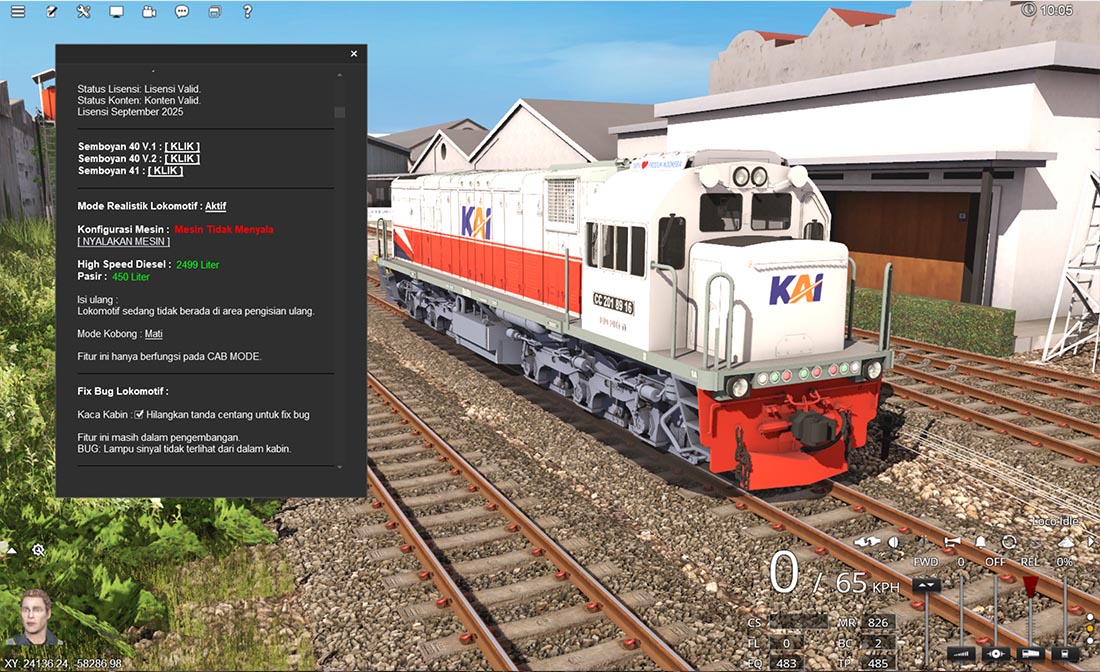 10:05
Status Lisensi: Lisensi Valid.
Status Konten: Konten Valid.
Lisensi September 2025
Semboyan 40 V.1 : [ KLIK ]
Semboyan 40 V.2 : [ KLIK ]
Semboyan 41 : [ KLIK ]
Mode Realistik Lokomotif : Aktif
Konfigurasi Mesin : Mesin Tidak Menyala
[ NYALAKAN MESIN ]
High Speed Diesel : 2499 Liter
Pasir : 450 Liter
Isi ulang :
Lokomotif sedang tidak berada di area pengisian ulang.
Mode Kobong : Mati
Fitur ini hanya berfungsi pada CAB MODE.
Fix Bug Lokomotif :
Kaca Kabin : Hilangkan tanda centang untuk fix bug
Fitur ini masih dalam pengembangan.
BUG: Lampu sinyal tidak terlihat dari dalam kabin.
KAI
KAI
CC 201 89 16
Loco-Idle
FWD 0 OFF REL 0%
0 / 65 KPH
CS MR 826
FL 0 BC 2
EQ 483 TP 485
XY: 24136.24, -58286.98